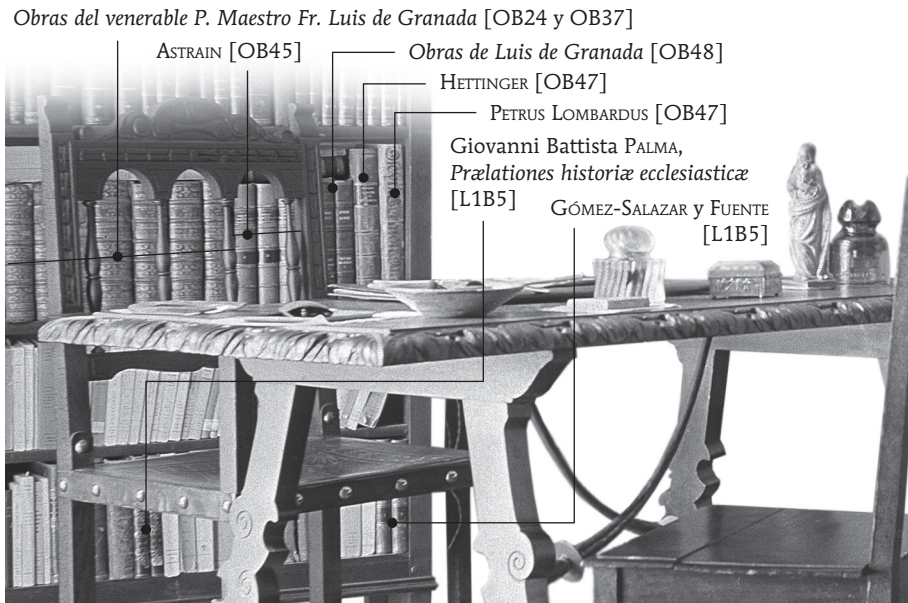 Obras del venerable P. Maestro Fr. Luis de Granada [OB24 y OB37]
ASTRAIN [OB45]
Obras de Luis de Granada [OB48]
HETTINGER [OB47]
PETRUS LOMBARDUS [OB47]
Giovanni Battista PALMA,
Prælationes historiæ ecclesiasticæ
[L1B5]
GÓMEZ-SALAZAR y FUENTE
[L1B5]